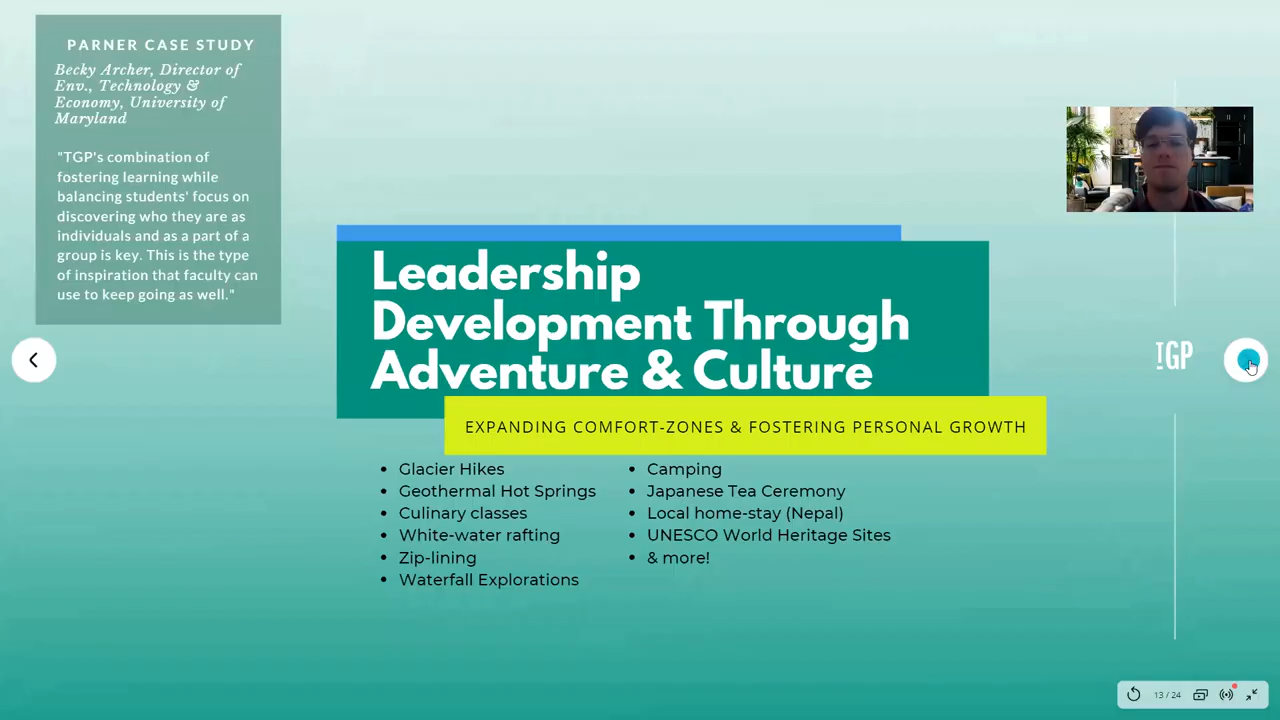 PARNER CASE STUDY
Becky Archer, Director of
Env., Technology &
Economy, University of
Maryland
"TGP's combination of
fostering learning while
balancing students' focus on
discovering who they are as
individuals and as a part of a
group is key. This is the type
of inspiration that faculty can
use to keep going as well."
Leadership
Development Through
Adventure & Culture
EXPANDING COMFORT-ZONES & FOSTERING PERSONAL GROWTH
• Glacier Hikes
• Geothermal Hot Springs
• Culinary classes
• White-water rafting
• Zip-lining
• Waterfall Explorations
• Camping
• Japanese Tea Ceremony
• Local home-stay (Nepal)
• UNESCO World Heritage Sites
• & more!
TGP
13 / 24